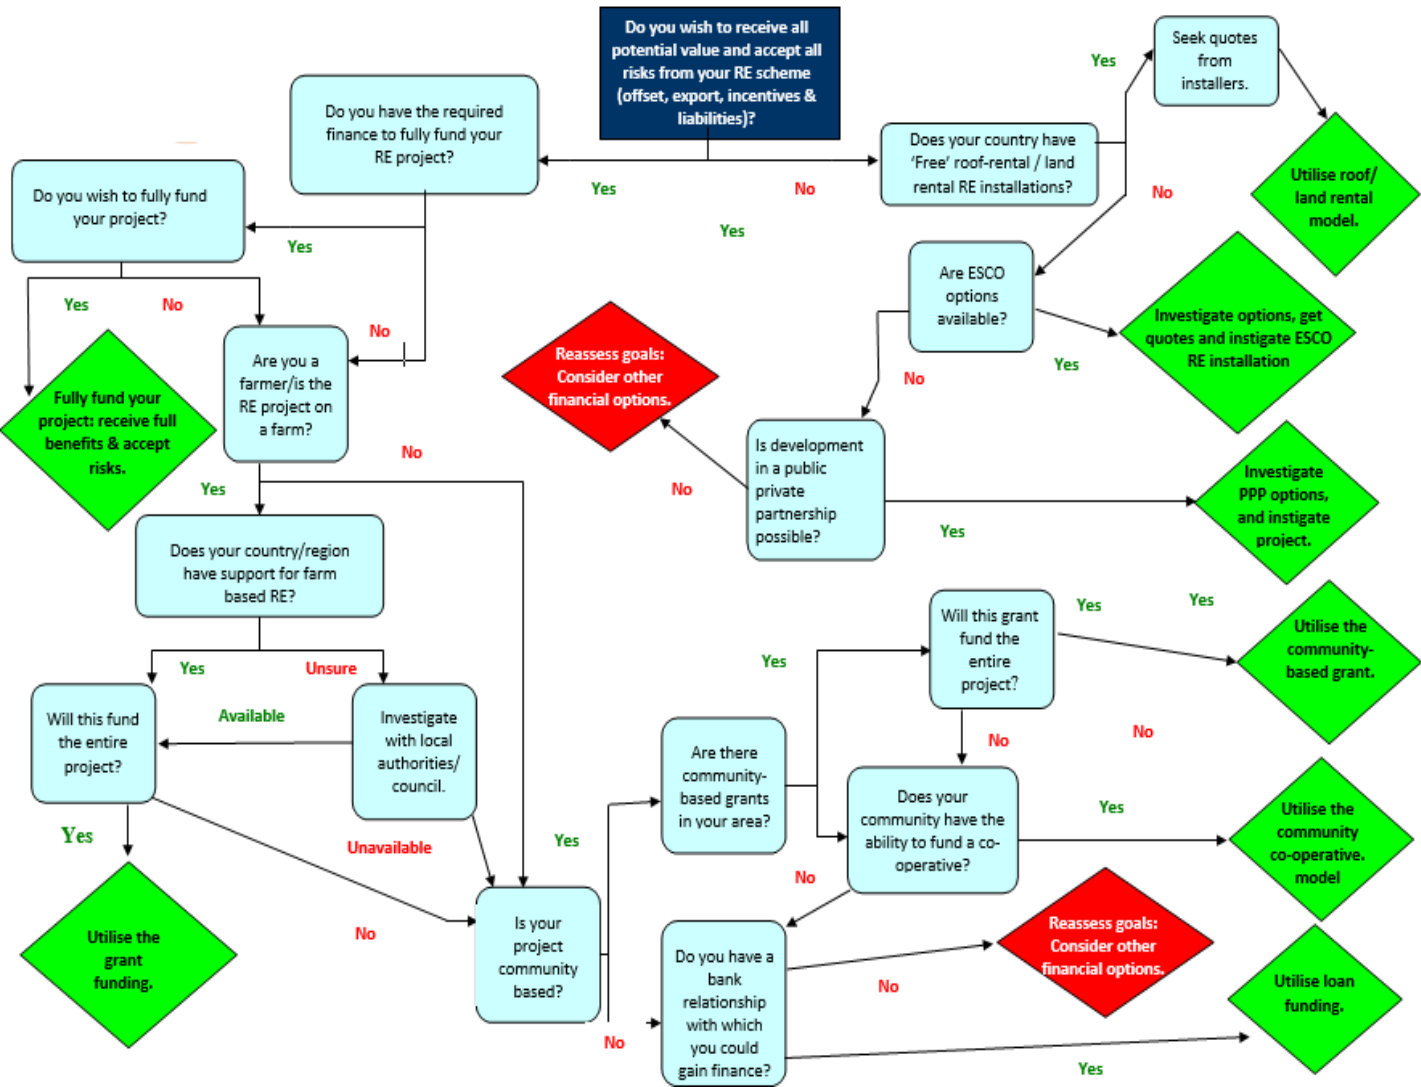 Do you wish to receive all
potential value and accept all
risks from your RE scheme
(offset, export, incentives &
liabilities)?
Seek quotes
from
installers.
Yes
Do you have the required
finance to fully fund your
RE project?
Does your country have
'Free' roof-rental / land
rental RE installations?
Utilise roof/
land rental
model.
Yes
No
No
Do you wish to fully fund
your project?
Yes
Yes
Are ESCO
options
available?
Investigate options, get
quotes and instigate ESCO
RE installation
Yes
No
No
Yes
No
Are you a
farmer/is the
RE project on
a farm?
Reassess goals:
Consider other
financial options.
Fully fund your
project: receive full
benefits & accept
risks.
No
Is development
in a public
private
partnership
possible?
Investigate
PPP options,
and instigate
project.
Yes
No
Yes
Does your country/region
have support for farm
based RE?
Will this grant
fund the
entire
project?
Yes
Yes
Utilise the
community-
based grant.
Yes
Unsure
Yes
Will this fund
the entire
project?
Available
Investigate
with local
authorities/
council.
Are there
community-
based grants
in your area?
No
No
Does your
community have the
ability to fund a co-
operative?
Yes
Utilise the
community
co-operative.
model
Yes
Unavailable
Yes
No
Utilise the
grant
funding.
No
Is your
project
community
based?
Do you have a
bank
relationship
with which
you could
gain finance?
Reassess goals:
Consider other
financial options.
No
Utilise loan
funding.
No
Yes